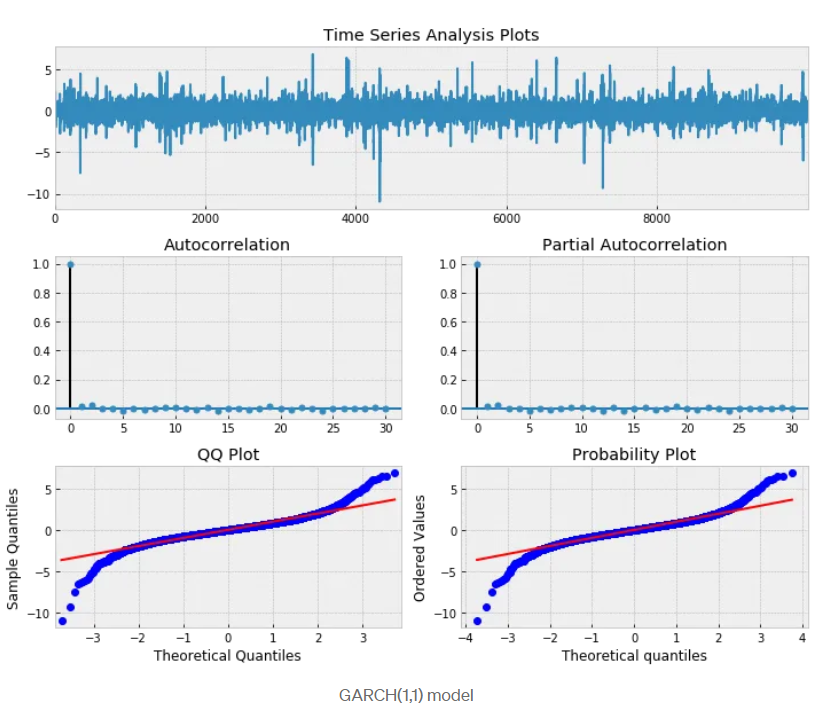 Time Series Analysis Plots
5
0
−5
−10
0 2000 4000 6000 8000
Autocorrelation Partial Autocorrelation
1.0 1.0
0.8 0.8
0.6 0.6
0.4 0.4
0.2 0.2
0.0 0.0
0 5 10 15 20 25 30 0 5 10 15 20 25 30
QQ Plot Probability Plot
Sample Quantiles
5
0
−5
−10
−3 −2 −1 0 1 2 3
Theoretical Quantiles
Ordered Values
5
0
−5
−10
−4 −3 −2 −1 0 1 2 3 4
Theoretical quantiles
GARCH(1,1) model